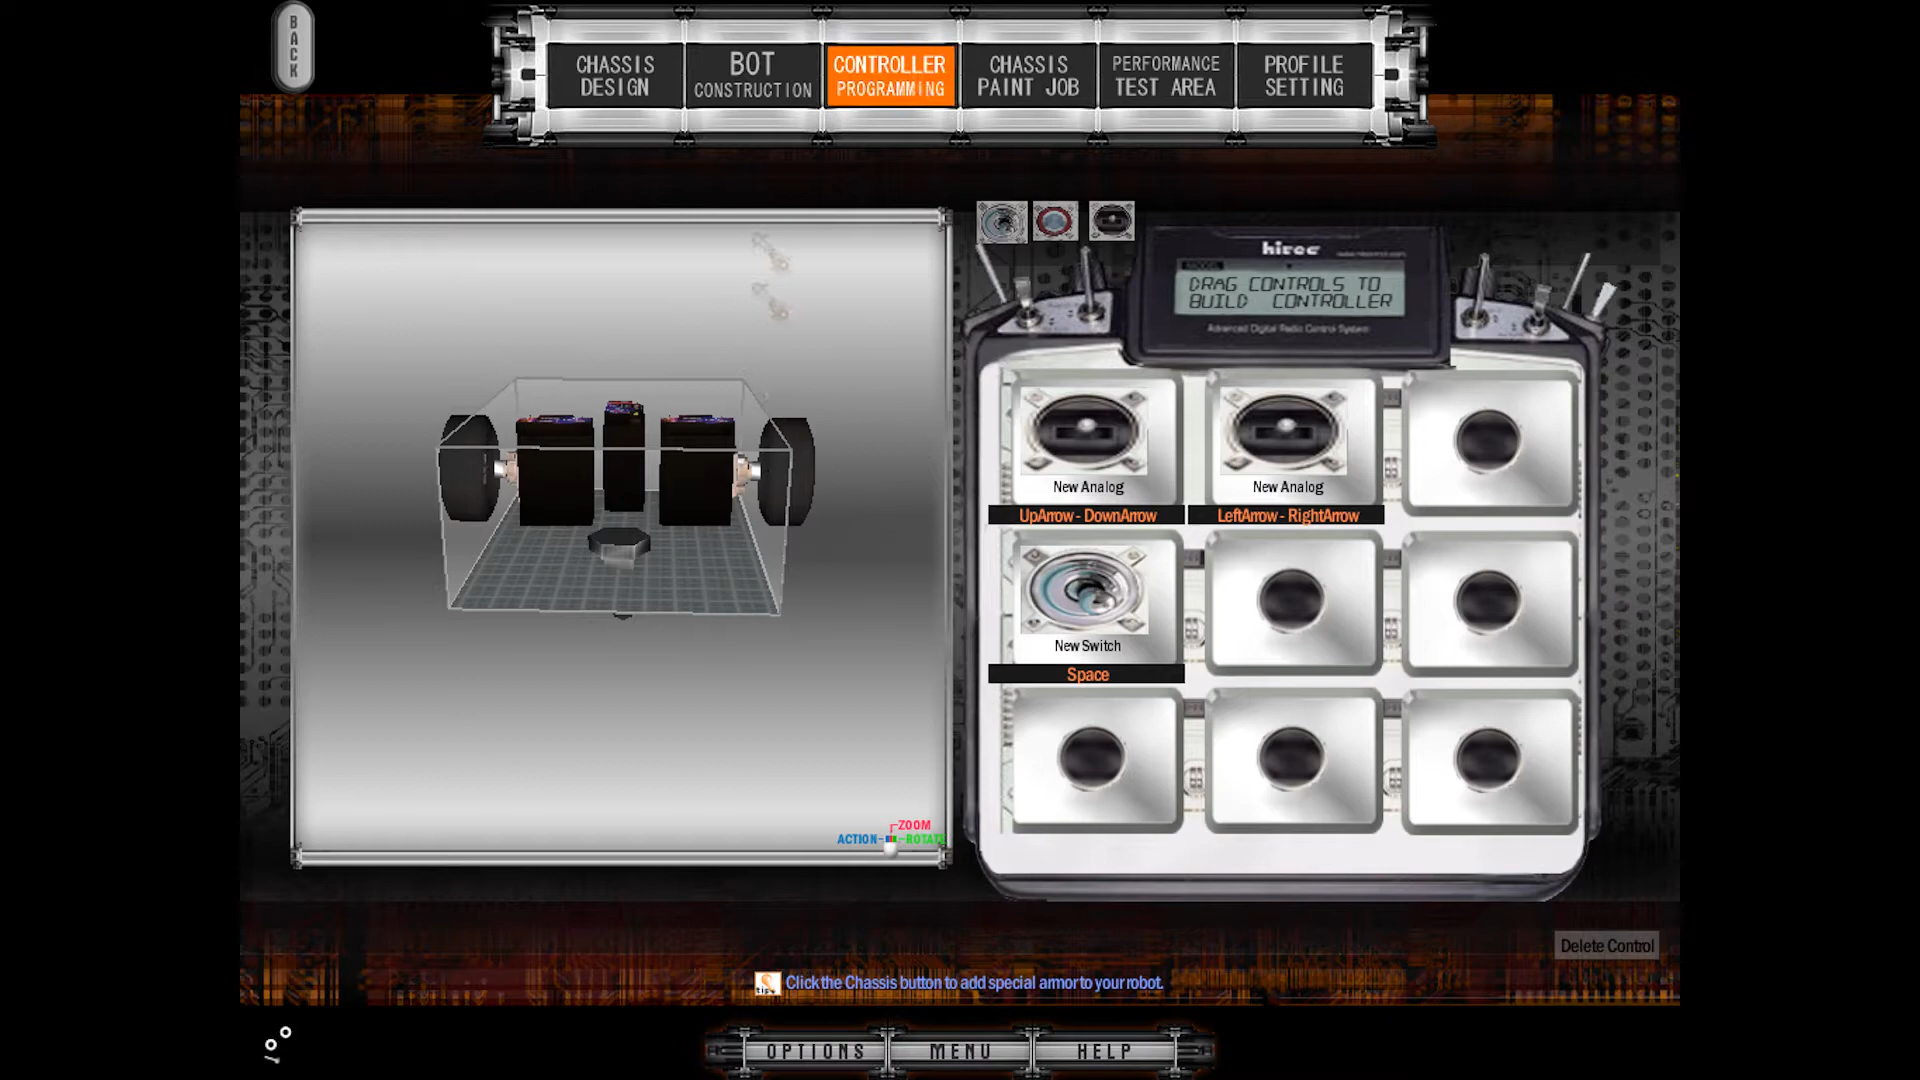 BACK
CHASSIS DESIGN
BOT CONSTRUCTION
CONTROLLER PROGRAMMING
CHASSIS PAINT JOB
PERFORMANCE TEST AREA
PROFILE SETTING
hitec
MODEL
DRAG CONTROLS TO
BUILD CONTROLLER
Advanced Digital Radio Control System
New Analog
UpArrow - DownArrow
New Analog
LeftArrow - RightArrow
New Switch
Space
ZOOM
ACTION
ROTATE
Delete Control
tip
Click the Chassis button to add special armor to your robot.
OPTIONS
MENU
HELP